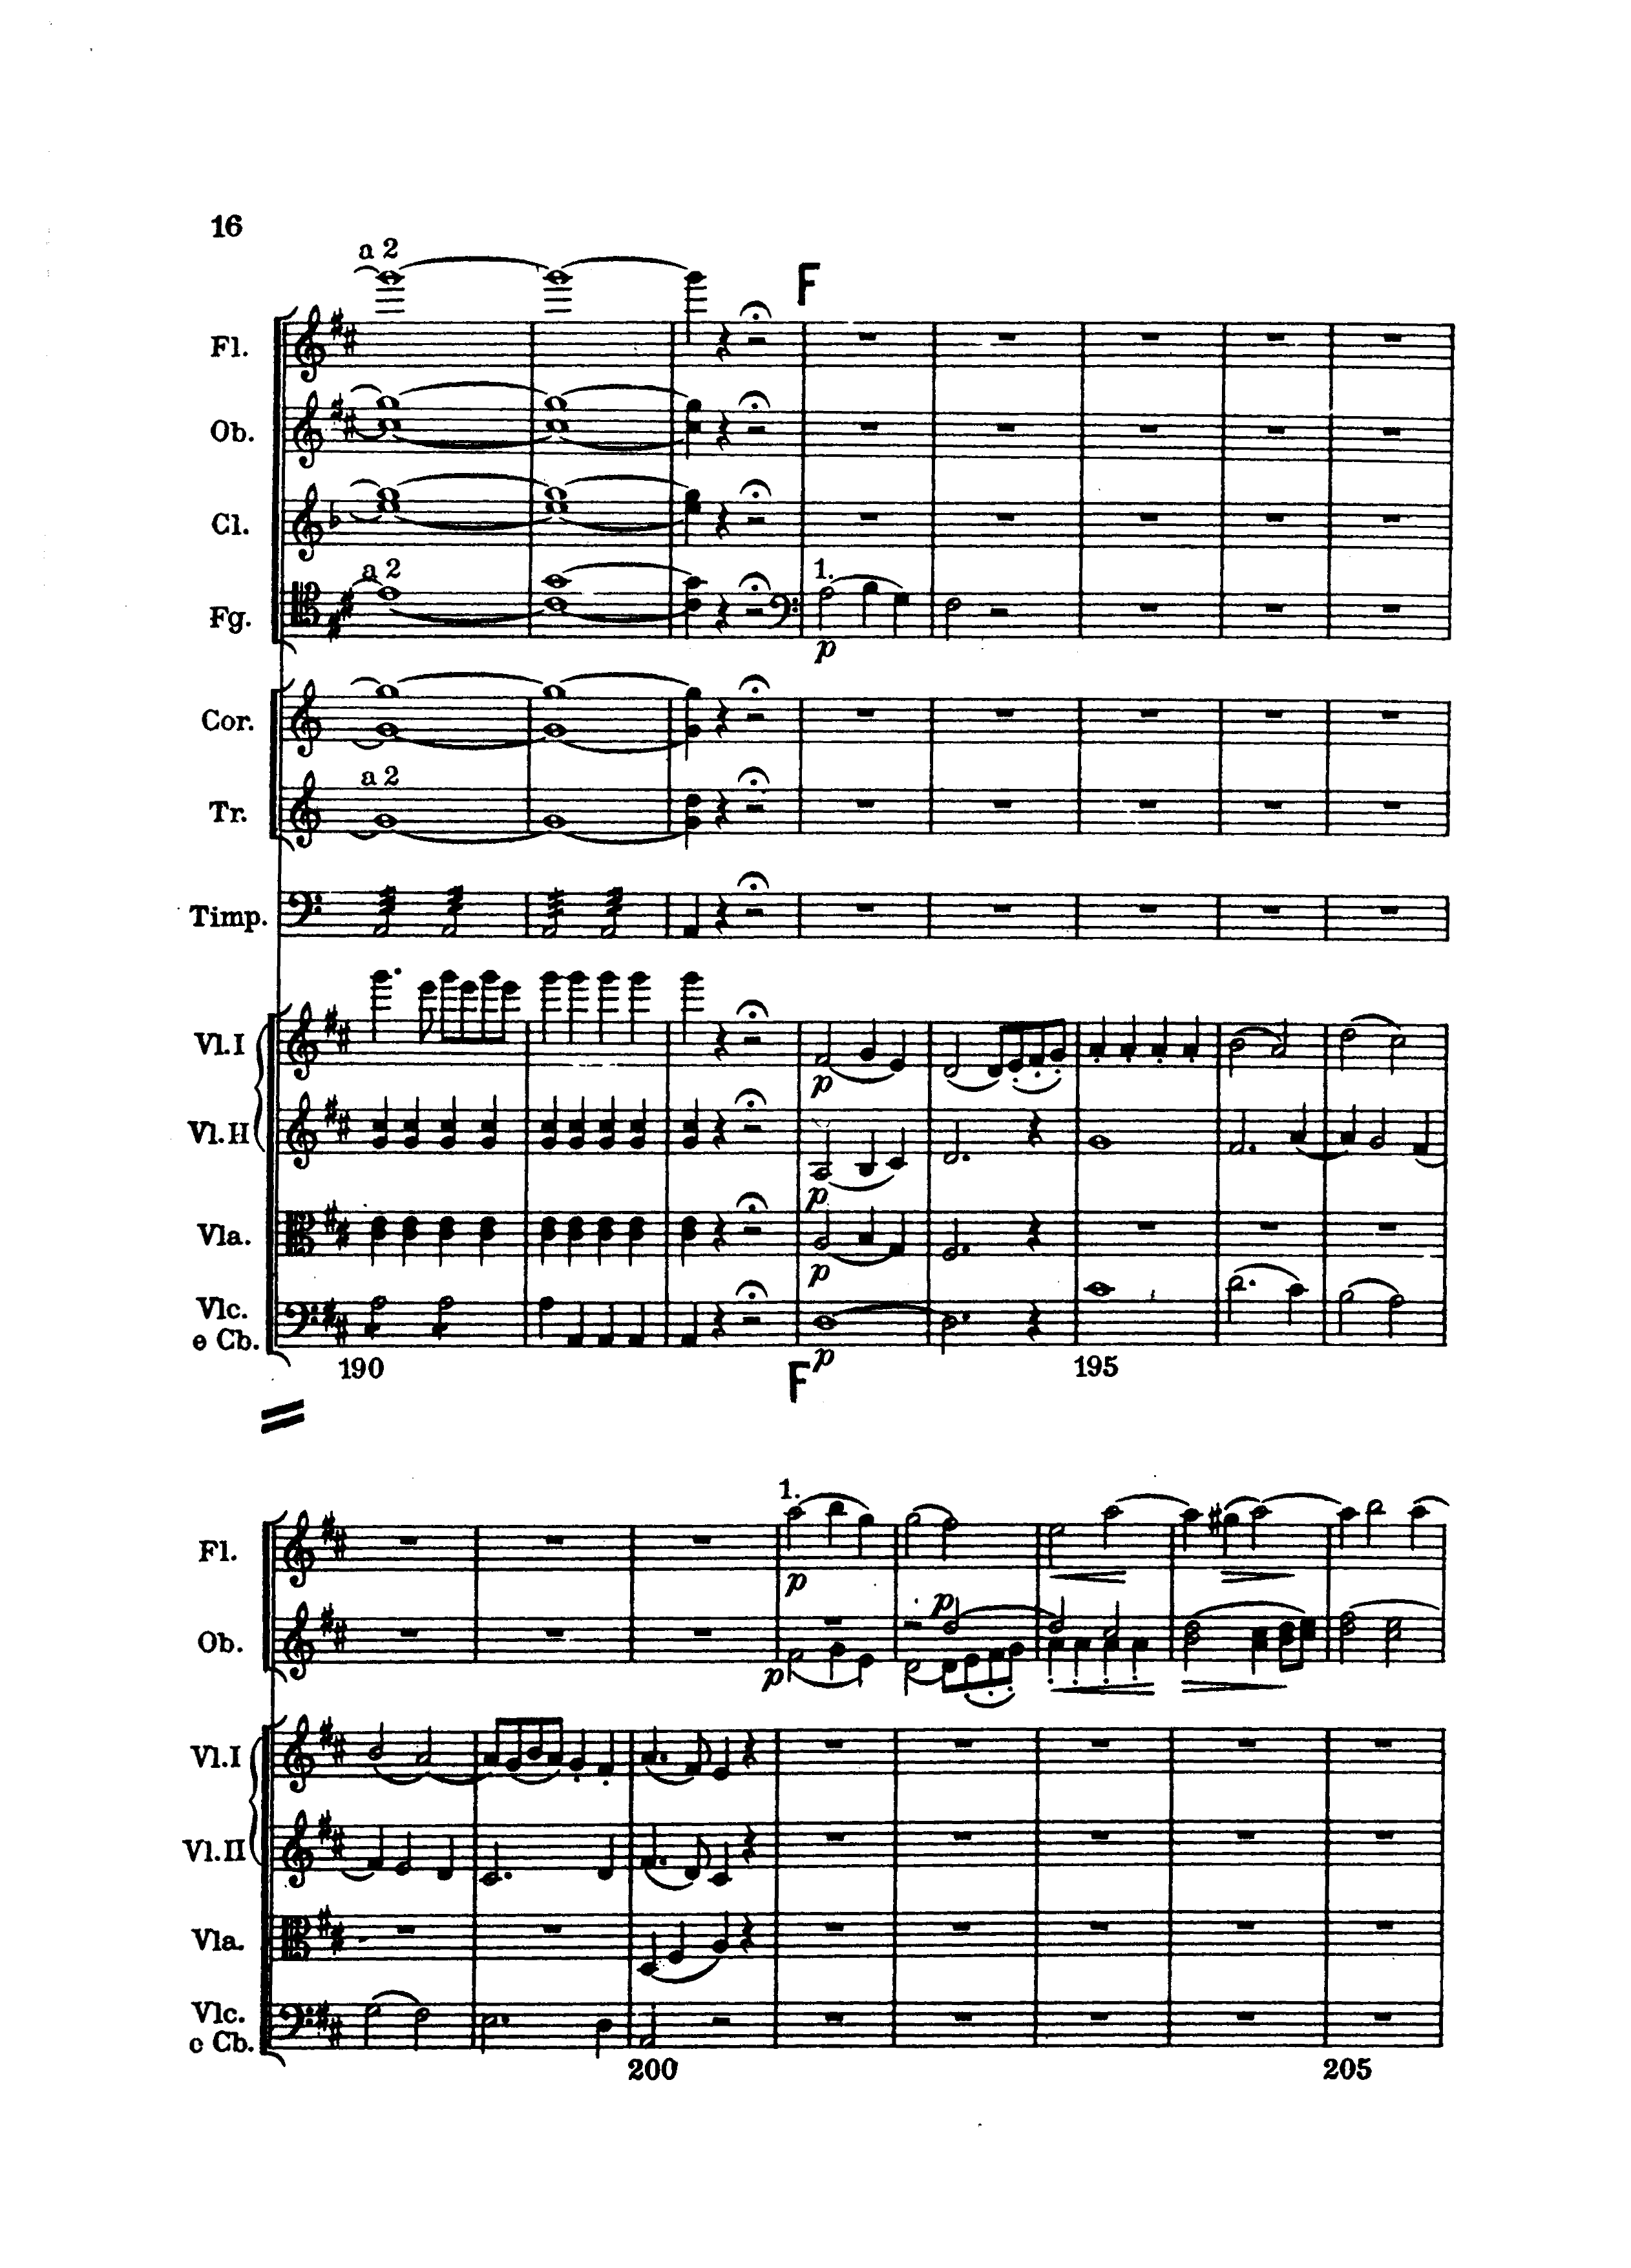 16
a 2
F
Fl.
Ob.
Cl.
a 2
1.
Fg.
p
Cor.
a 2
Tr.
Timp.
Vl. I
p
Vl. II
p
Vla.
p
Vlc.
e Cb.
p
190
F
195
1.
Fl.
p
p
Ob.
p
Vl. I
Vl. II
Vla.
Vlc.
e Cb.
200
205